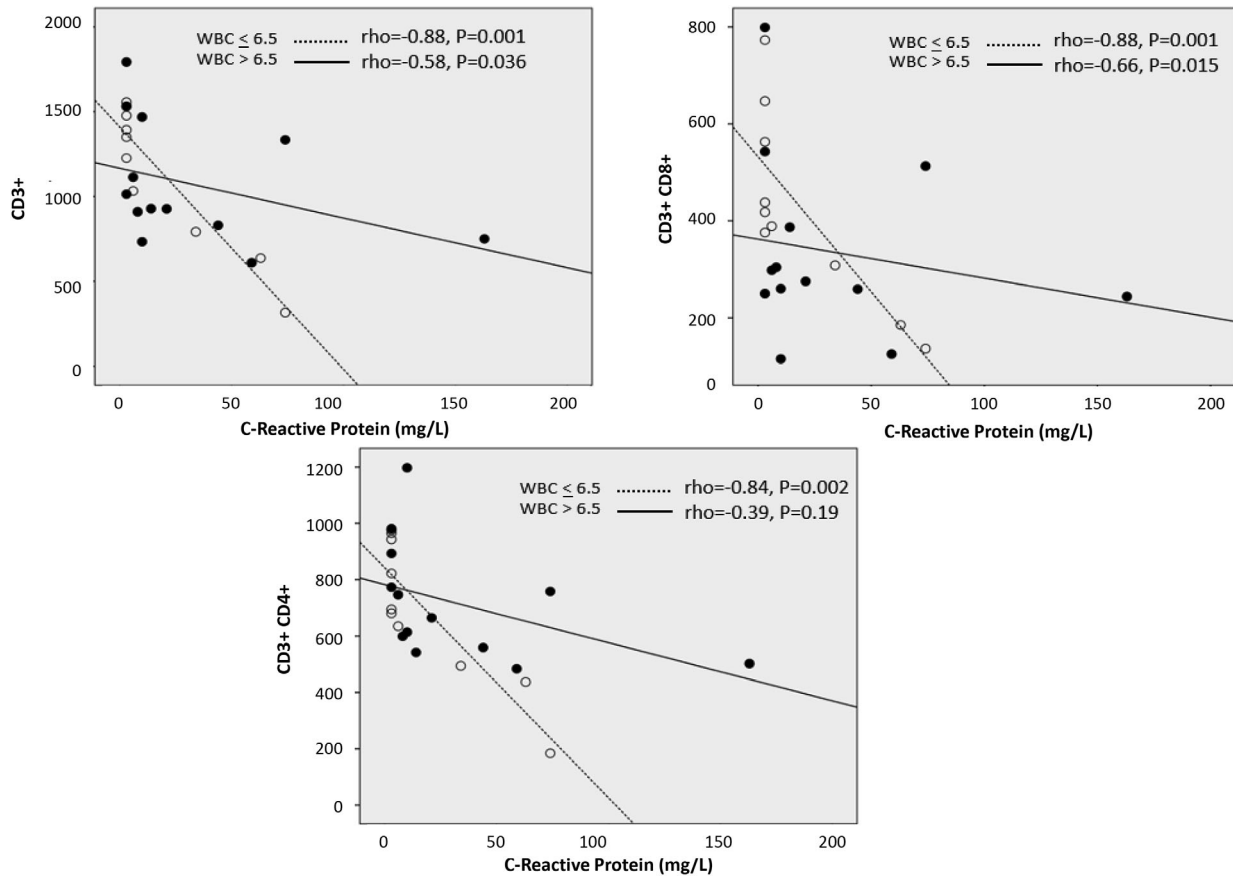 2000
1500
1000
500
0
CD3+
WBC ≤ 6.5 rho=-0.88, P=0.001
WBC > 6.5 rho=-0.58, P=0.036
0 50 100 150 200
C-Reactive Protein (mg/L)
800
600
400
200
0
CD3+ CD8+
WBC ≤ 6.5 rho=-0.88, P=0.001
WBC > 6.5 rho=-0.66, P=0.015
0 50 100 150 200
C-Reactive Protein (mg/L)
1200
1000
800
600
400
200
0
CD3+ CD4+
WBC ≤ 6.5 rho=-0.84, P=0.002
WBC > 6.5 rho=-0.39, P=0.19
0 50 100 150 200
C-Reactive Protein (mg/L)